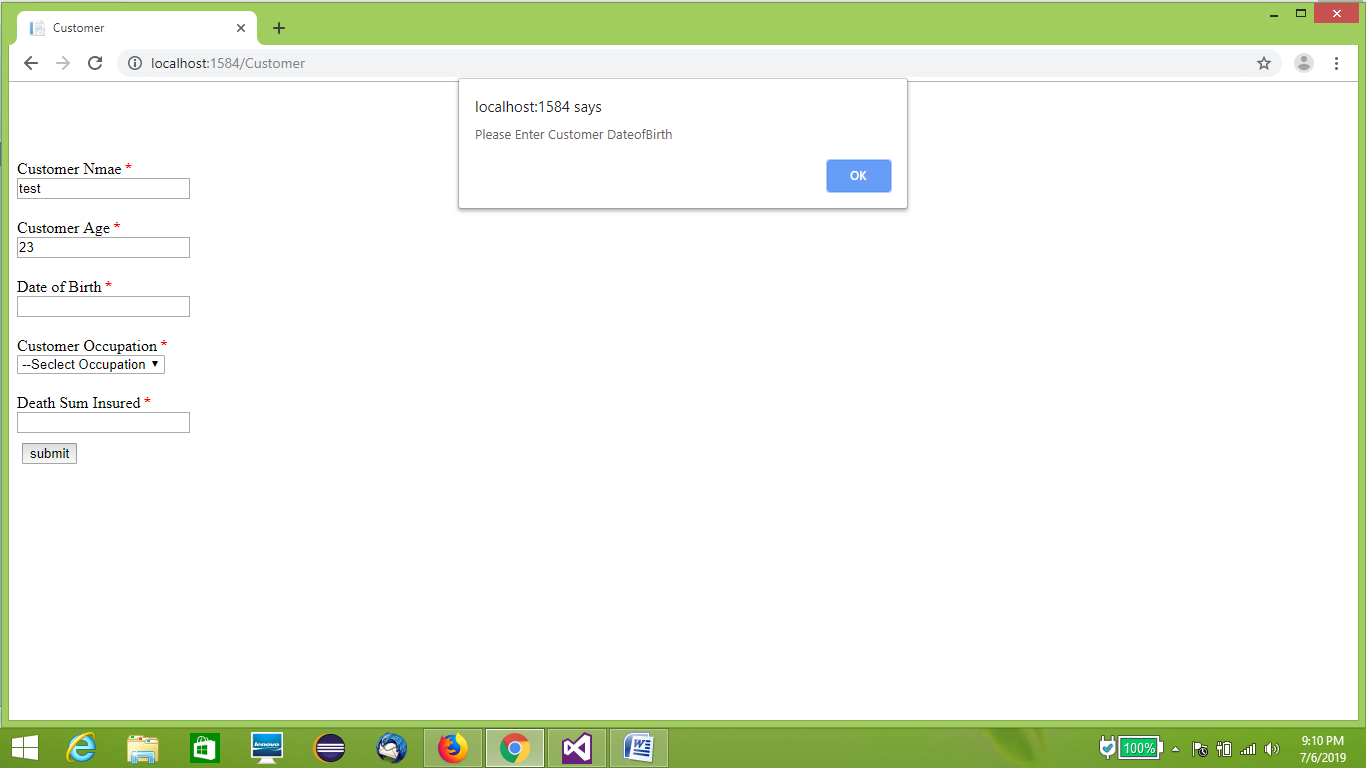 Customer
localhost:1584/Customer
localhost:1584 says
Please Enter Customer DateofBirth
OK
Customer Nmae *
test
Customer Age *
23
Date of Birth *
Customer Occupation *
--Seclect Occupation
Death Sum Insured *
submit
lenovo
100%
9:10 PM
7/6/2019